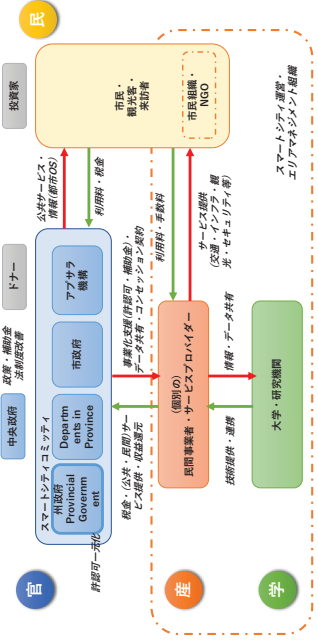 官
産
学
民
中央政府
ドナー
投資家
政策・補助金
法制度改善
スマートシティコミッティ
州政府
Provincial
Governm
ent
Departm
ents in
Province
市政府
アプサラ
機構
許認可一元化
公共サービス・
情報(都市OS)
利用料・税金
市民・
観光客・
来訪者
市民組織・
NGO
税金・(公共・民間)サー
ビス提供・収益還元
事業化支援(許認可・補助金)・
データ共有・コンセッション契約
利用料・手数料
サービス提供
(交通・インフラ・観
光・セキュリティ等)
(個別の)
民間事業者・サービスプロバイダー
技術提供・連携
情報・データ共有
大学・研究機関
スマートシティ運営・
エリアマネジメント組織